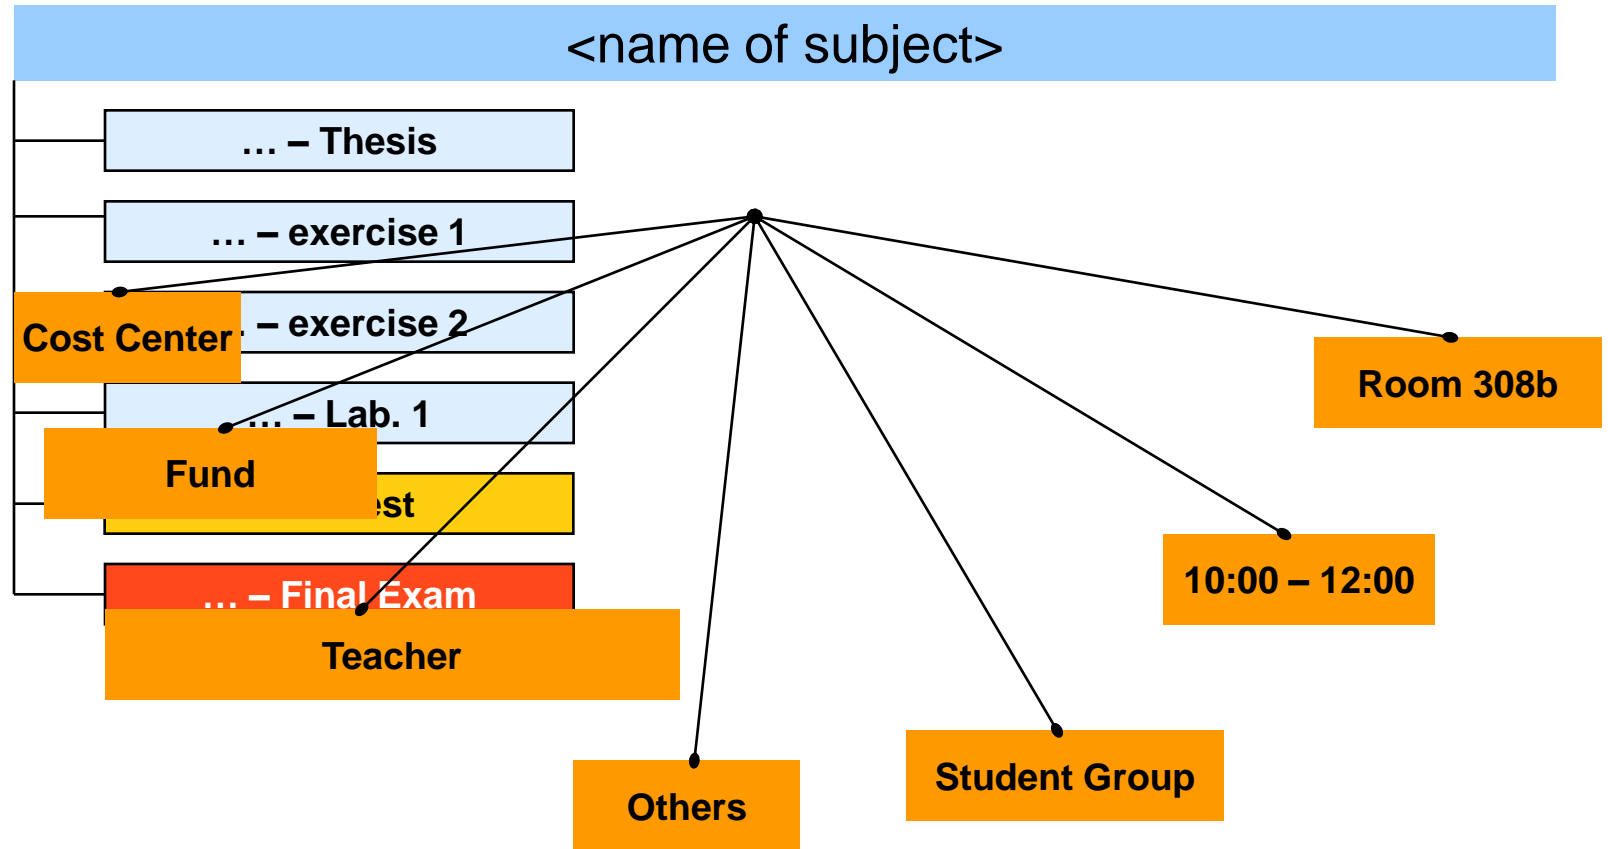 <name of subject>
… – Thesis
… – exercise 1
– exercise 2
Cost Center
… – Lab. 1
Fund
… – Final Exam
Teacher
Room 308b
10:00 – 12:00
Student Group
Others